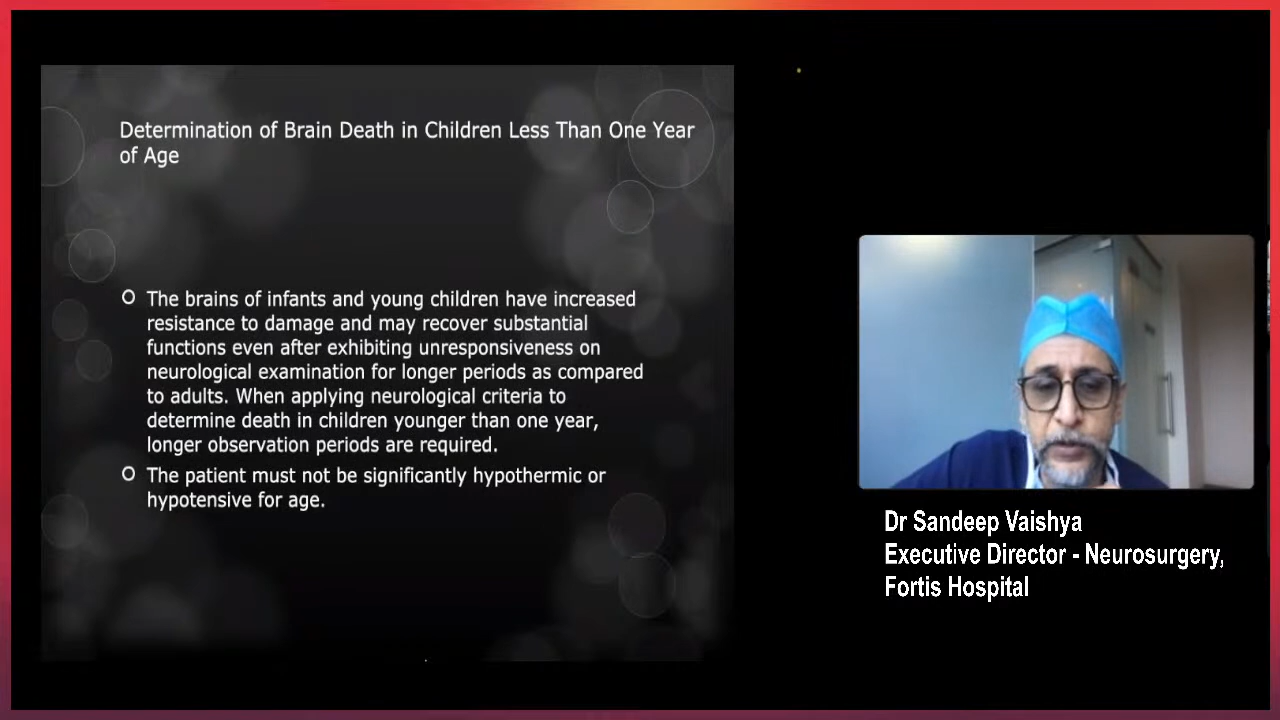 Determination of Brain Death in Children Less Than One Year
of Age
The brains of infants and young children have increased
resistance to damage and may recover substantial
functions even after exhibiting unresponsiveness on
neurological examination for longer periods as compared
to adults. When applying neurological criteria to
determine death in children younger than one year,
longer observation periods are required.
The patient must not be significantly hypothermic or
hypotensive for age.
Dr Sandeep Vaishya
Executive Director - Neurosurgery,
Fortis Hospital